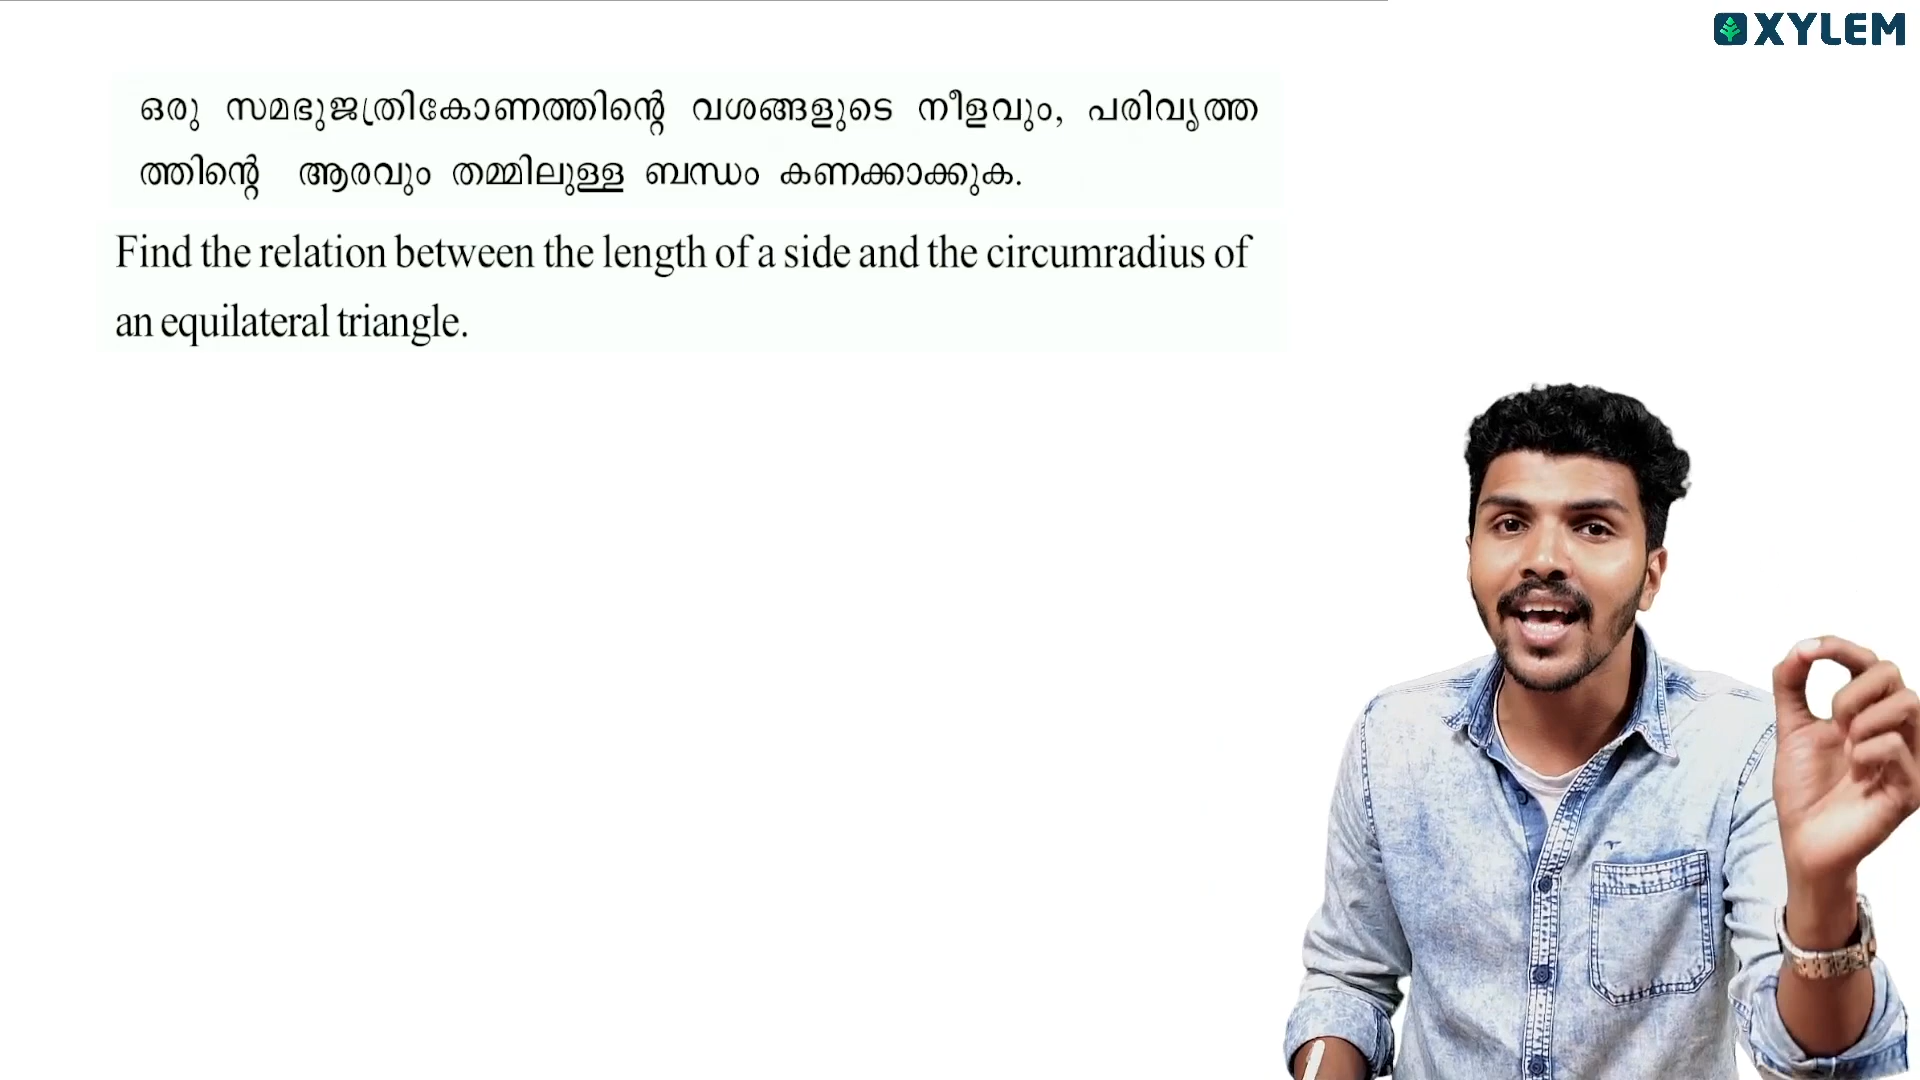 XYLEM
ഒരു സമഭുജത്രികോണത്തിന്റെ വശങ്ങളുടെ നീളവും, പരിവൃത്ത
ത്തിന്റെ ആരവും തമ്മിലുള്ള ബന്ധം കണക്കാക്കുക.
Find the relation between the length of a side and the circumradius of
an equilateral triangle.